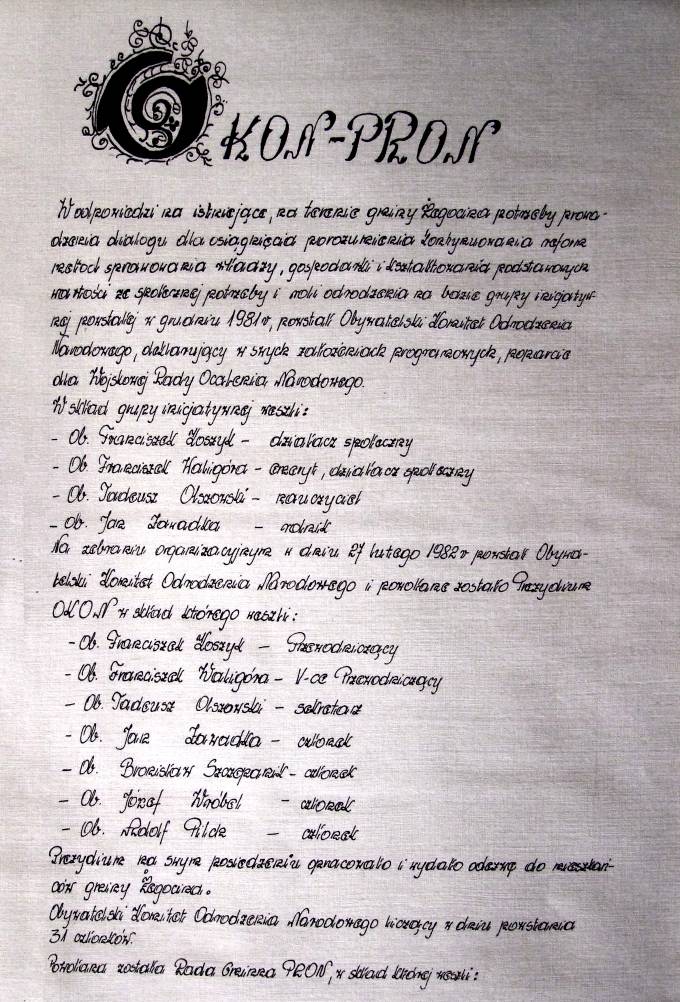 OKON-PRON
W odpowiedzi na istniejące, na terenie gminy Żegocina potrzeby prowa-
dzenia dialogu dla osiągnięcia porozumienia kontynuowania reform
metod sprawowania władzy, gospodarki i kształtowania podstawowych
wartości ze społecznej potrzeby i woli odrodzenia na bazie grupy inicjatyw-
nej powstałej w grudniu 1981 r, powstał Obywatelski Komitet Odrodzenia
Narodowego, deklarujący w swych założeniach programowych, poparcie
dla Wojskowej Rady Ocalenia Narodowego.
W skład grupy inicjatywnej weszli:
- Ob. Franciszek Koszyk - działacz społeczny
- Ob. Franciszek Waligóra - emeryt, działacz społeczny
- Ob. Tadeusz Olszowski - nauczyciel
- Ob. Jan Zawadka - rolnik
Na zebraniu organizacyjnym w dniu 27 lutego 1982 r powstał Obywa-
telski Komitet Odrodzenia Narodowego i powołane zostało Prezydium
OKON w skład którego weszli:
- Ob. Franciszek Koszyk - Przewodniczący
- Ob. Franciszek Waligóra - V-ce Przewodniczący
- Ob. Tadeusz Olszowski - sekretarz
- Ob. Jan Zawadka - członek
- Ob. Bronisław Szczepanik - członek
- Ob. Józef Wróbel - członek
- Ob. Adolf Pilch - członek
Prezydium na swym posiedzeniu opracowało i wydało odezwę do mieszkań-
ców gminy Żegocina.
Obywatelski Komitet Odrodzenia Narodowego liczący w dniu powstania
31 członków.
Powołana została Rada Gminna PRON, w skład której weszli: